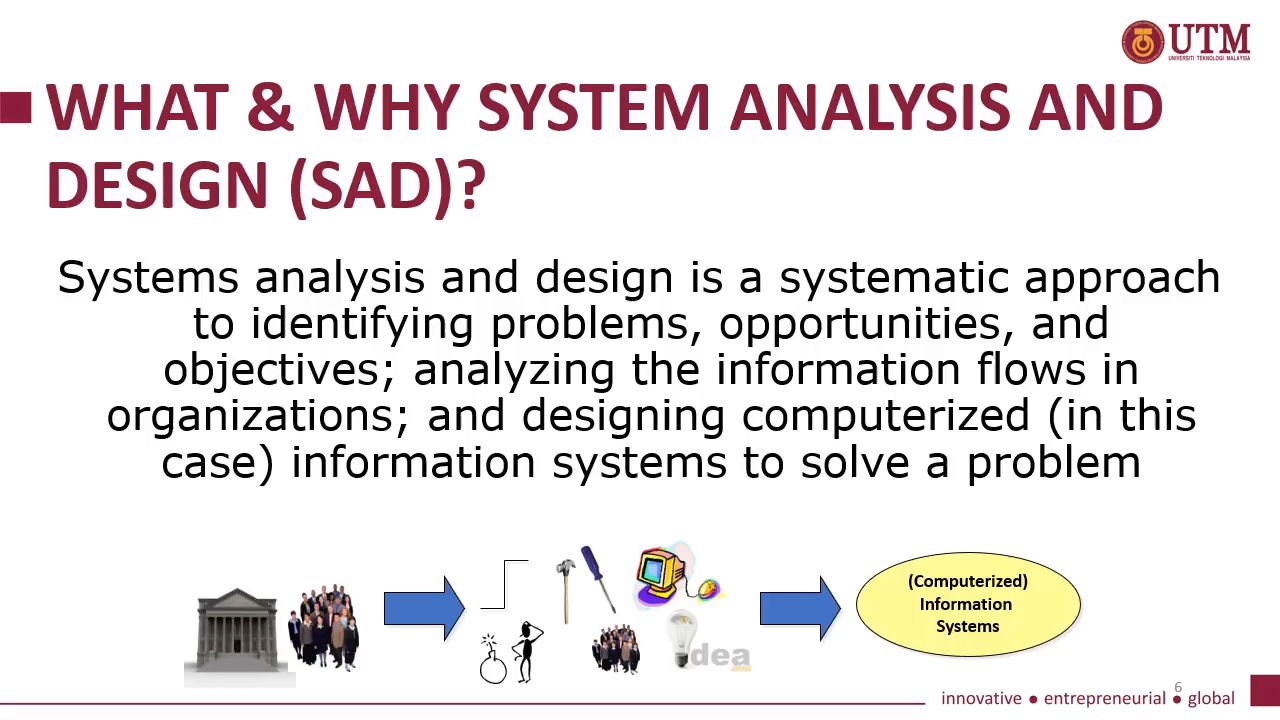 UTM
UNIVERSITI TEKNOLOGI MALAYSIA
WHAT & WHY SYSTEM ANALYSIS AND
DESIGN (SAD)?
Systems analysis and design is a systematic approach
to identifying problems, opportunities, and
objectives; analyzing the information flows in
organizations; and designing computerized (in this
case) information systems to solve a problem
(Computerized)
Information
Systems
dea
6
innovative ● entrepreneurial ● global